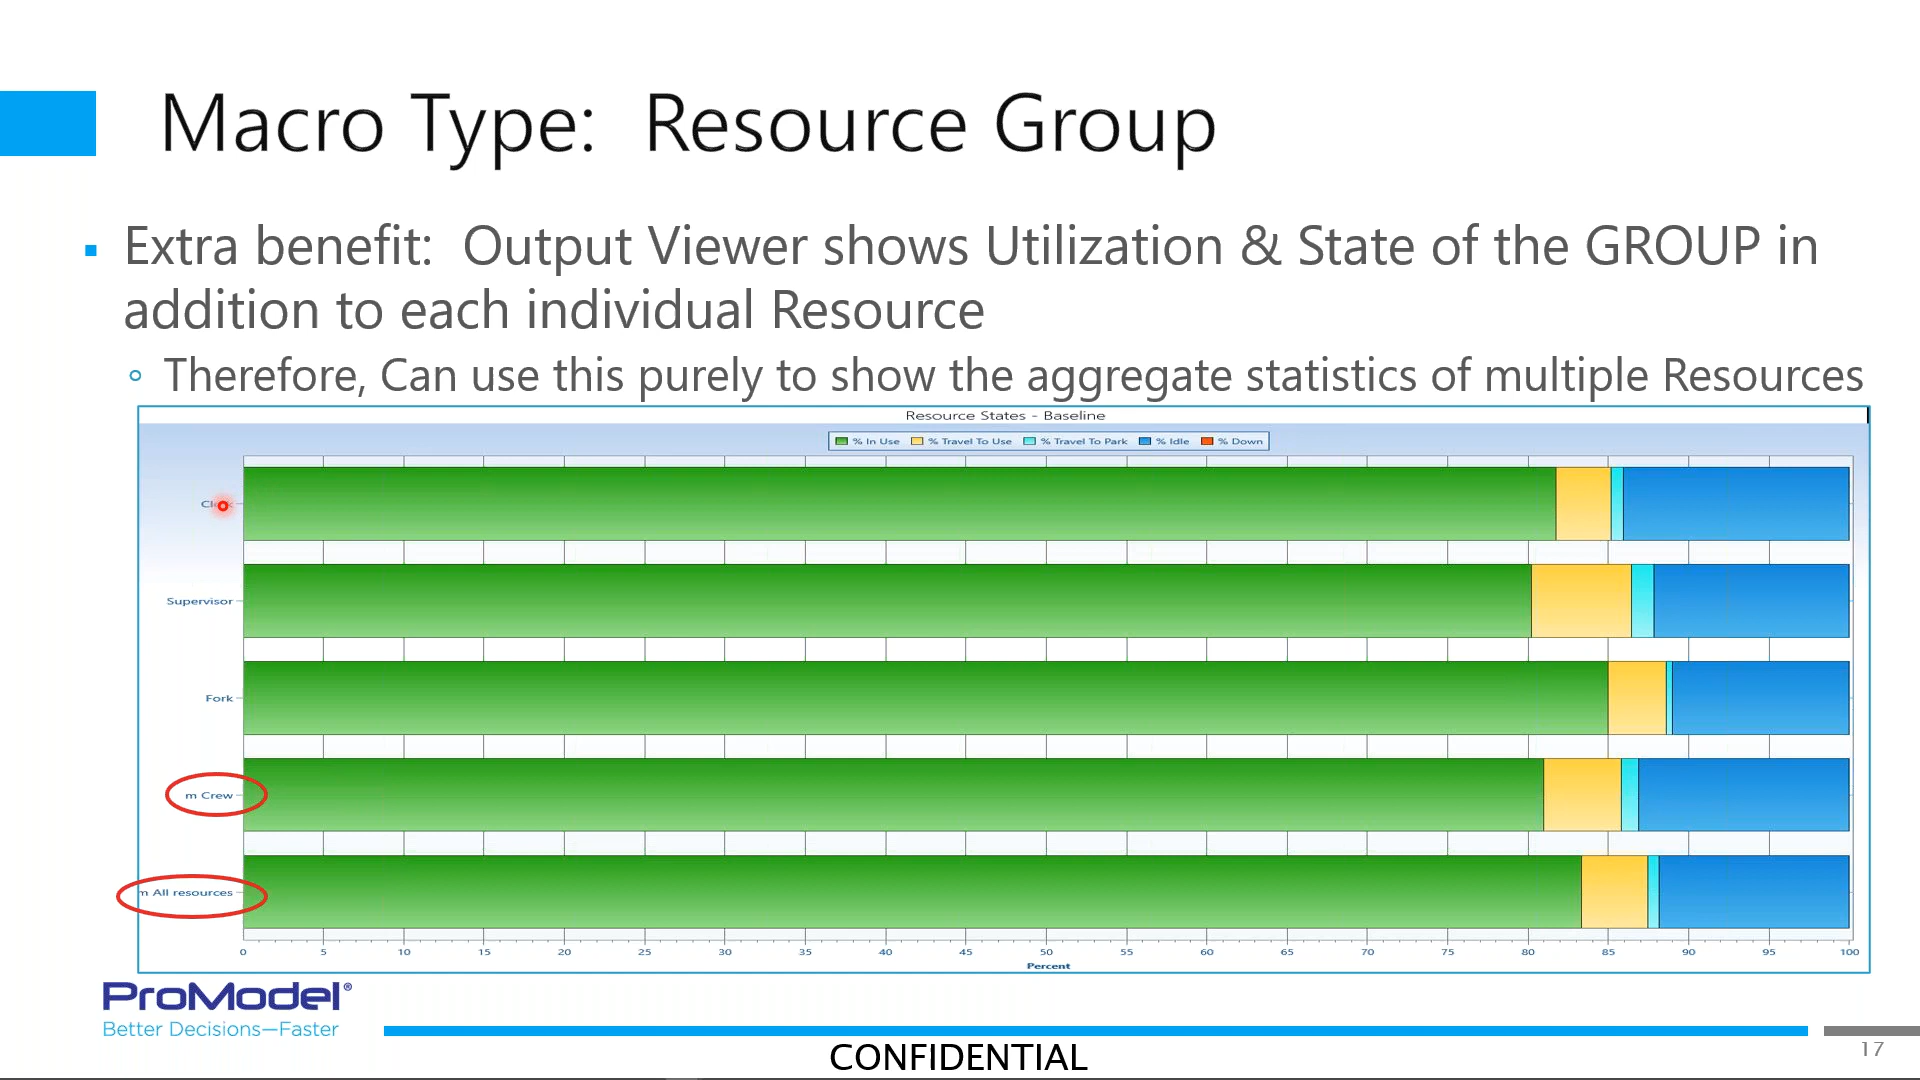 Macro Type: Resource Group
Extra benefit: Output Viewer shows Utilization & State of the GROUP in
addition to each individual Resource
Therefore, Can use this purely to show the aggregate statistics of multiple Resources
Resource States - Baseline
% In Use % Travel To Use % Travel To Park % Idle % Down
Supervisor
Fork
m Crew
m All resources
0 5 10 15 20 25 30 35 40 45 50 55 60 65 70 75 80 85 90 95 100
Percent
ProModel®
Better Decisions—Faster
CONFIDENTIAL
17